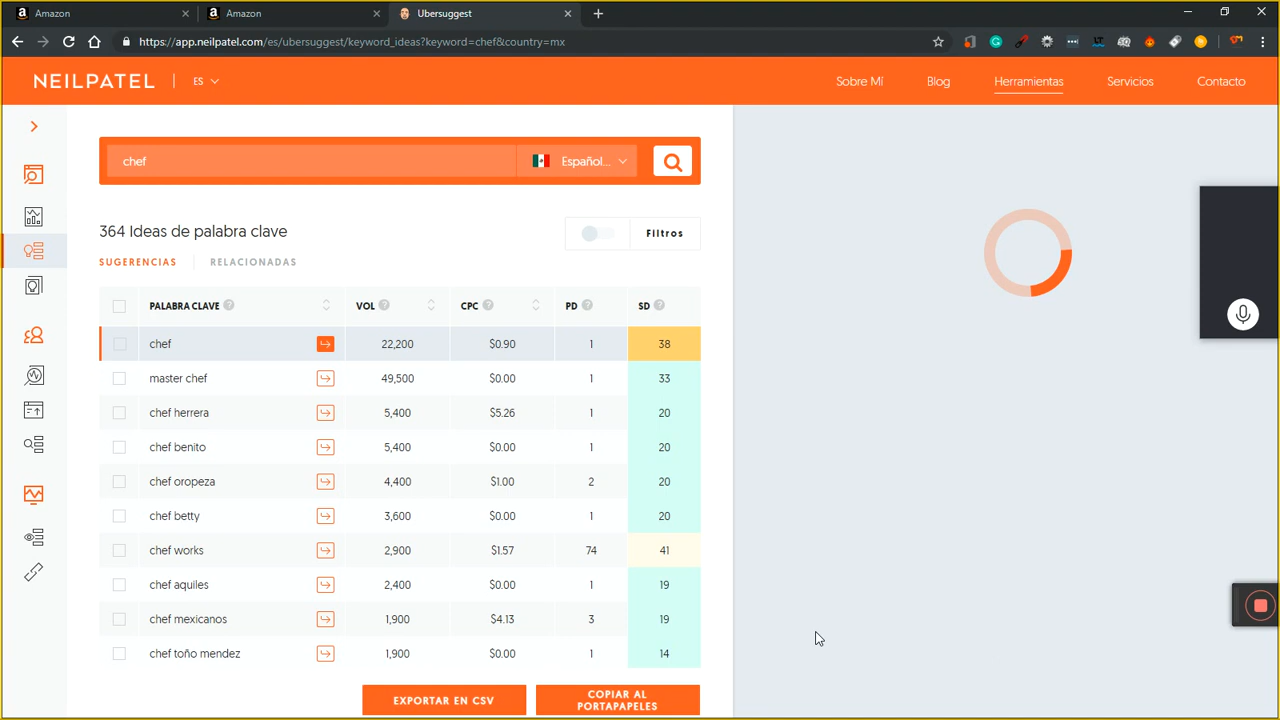 Amazon
Amazon
Ubersuggest
https://app.neilpatel.com/es/ubersuggest/keyword_ideas?keyword=chef&country=mx
NEILPATEL
ES
Sobre Mí
Blog
Herramientas
Servicios
Contacto
chef
Español...
364 Ideas de palabra clave
Filtros
SUGERENCIAS
RELACIONADAS
PALABRA CLAVE ? VOL ? CPC ? PD ? SD ?
chef 22,200 $0.90 1 38
master chef 49,500 $0.00 1 33
chef herrera 5,400 $5.26 1 20
chef benito 5,400 $0.00 1 20
chef oropeza 4,400 $1.00 2 20
chef betty 3,600 $0.00 1 20
chef works 2,900 $1.57 74 41
chef aquiles 2,400 $0.00 1 19
chef mexicanos 1,900 $4.13 3 19
chef toño mendez 1,900 $0.00 1 14
EXPORTAR EN CSV
COPIAR AL
PORTAPAPELES